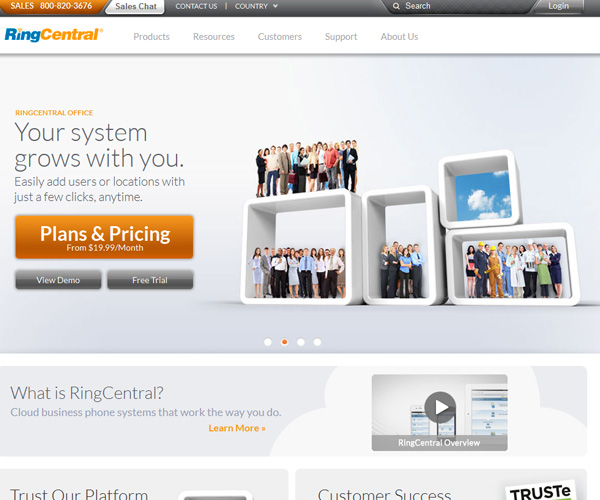 SALES 800-820-3676
Sales Chat
CONTACT US
COUNTRY
Search
Login
RingCentral®
Products
Resources
Customers
Support
About Us
RINGCENTRAL OFFICE
Your system
grows with you.
Easily add users or locations with
just a few clicks, anytime.
Plans & Pricing
From $19.99/Month
View Demo
Free Trial
What is RingCentral?
Cloud business phone systems that work the way you do.
Learn More »
RingCentral Overview
Trust Our Platform
Customer Success
TRUSTe